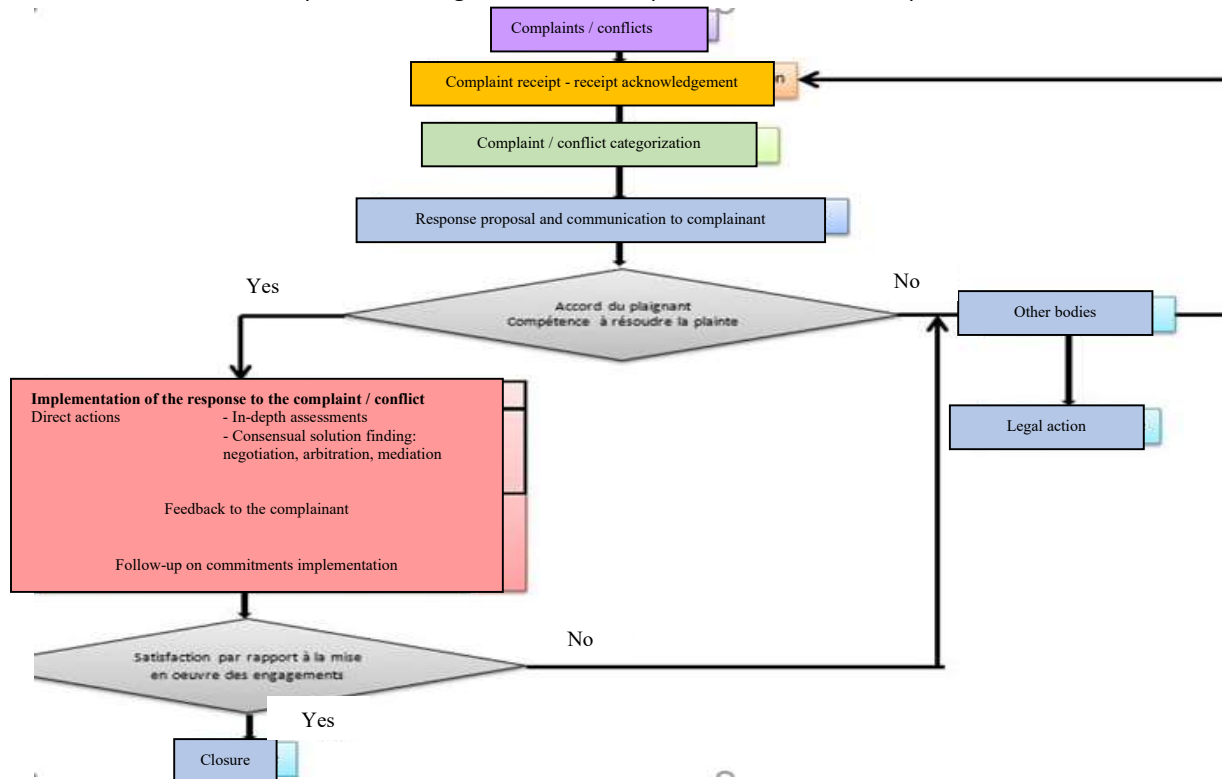 Complaints / conflicts
Complaint receipt - receipt acknowledgement
n
Complaint / conflict categorization
Response proposal and communication to complainant
Yes
No
Accord du plaignant
Compétence à résoudre la plainte
Other bodies
Implementation of the response to the complaint / conflict
Direct actions - In-depth assessments
- Consensual solution finding:
negotiation, arbitration, mediation
Legal action
Feedback to the complainant
Follow-up on commitments implementation
No
Satisfaction par rapport à la mise
en oeuvre des engagements
Yes
Closure